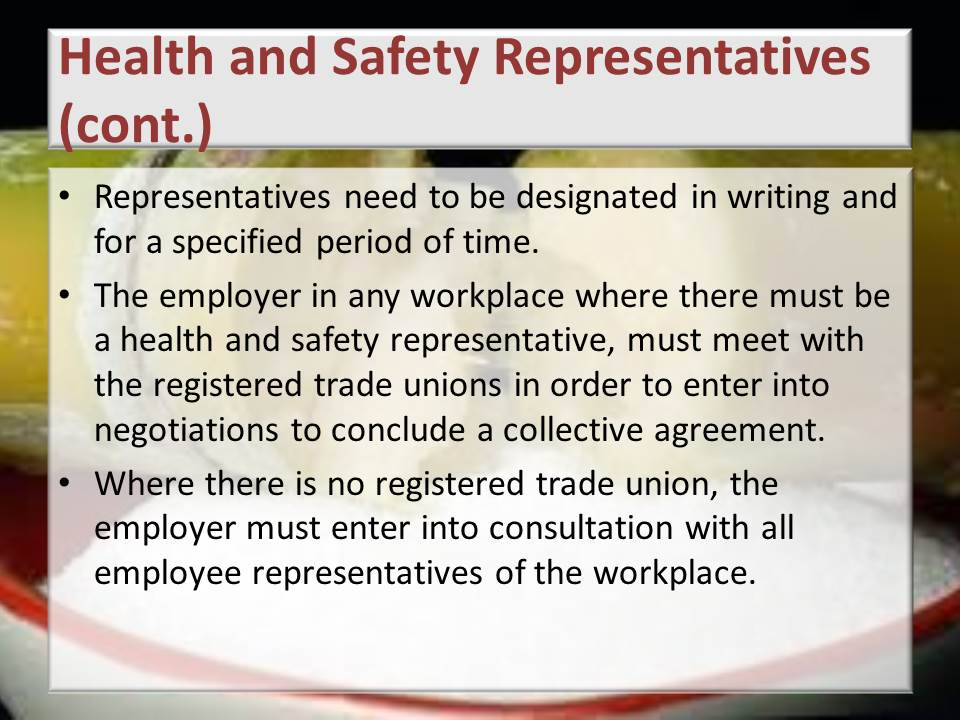 Health and Safety Representatives
(cont.)
• Representatives need to be designated in writing and
for a specified period of time.
• The employer in any workplace where there must be
a health and safety representative, must meet with
the registered trade unions in order to enter into
negotiations to conclude a collective agreement.
• Where there is no registered trade union, the
employer must enter into consultation with all
employee representatives of the workplace.